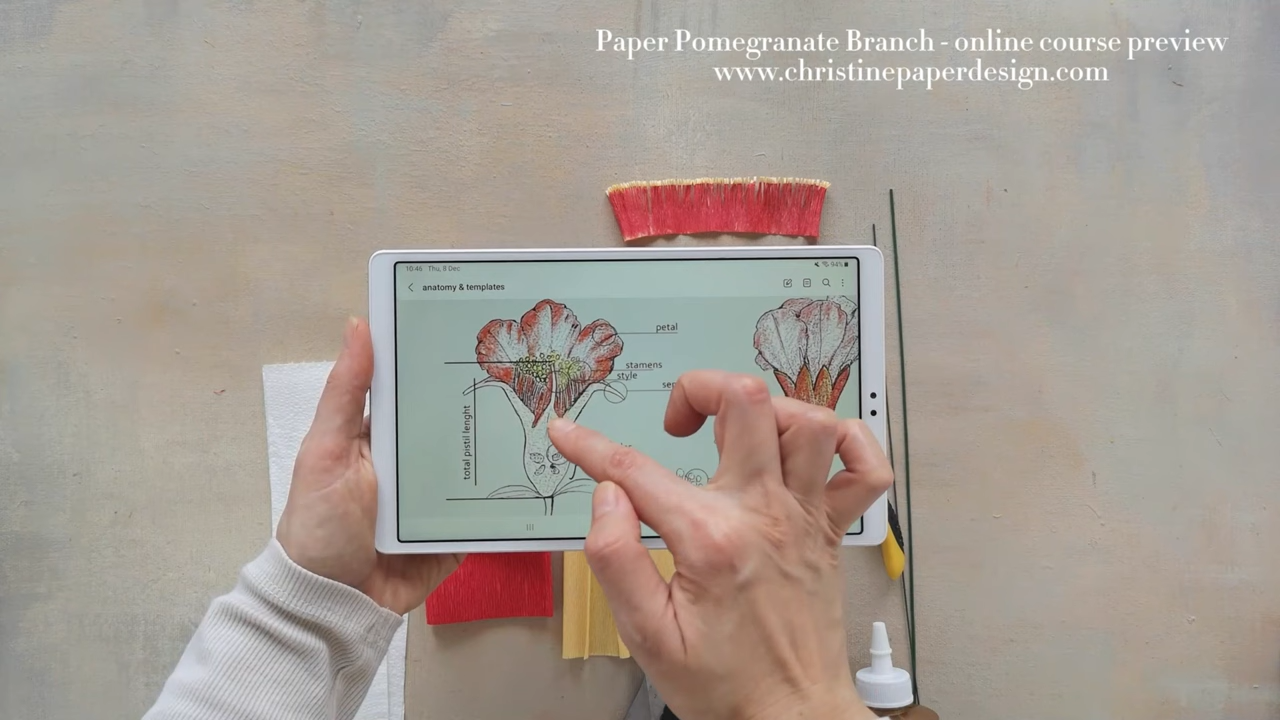 Paper Pomegranate Branch - online course preview
www.christinepaperdesign.com
10:46 Thu, 8 Dec
94%
anatomy & templates
petal
stamens
style
total pistil lenght